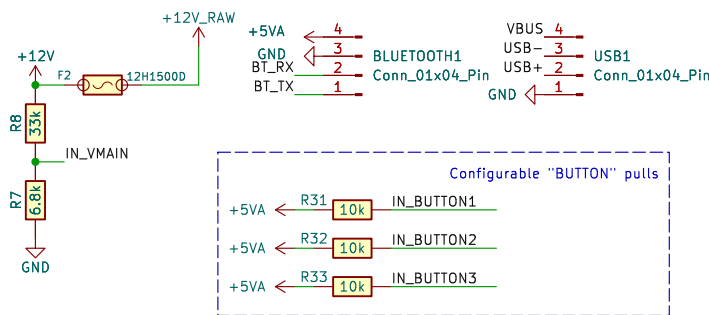 +12V_RAW
+12V
F2
12H1500D
R8
33k
IN_VMAIN
R7
6.8k
GND
+5VA
4
GND
3
BLUETOOTH1
BT_RX
2
Conn_01x04_Pin
BT_TX
1
VBUS
4
USB-
3
USB1
USB+
2
Conn_01x04_Pin
GND
1
Configurable "BUTTON" pulls
+5VA
R31
10k
IN_BUTTON1
+5VA
R32
10k
IN_BUTTON2
+5VA
R33
10k
IN_BUTTON3